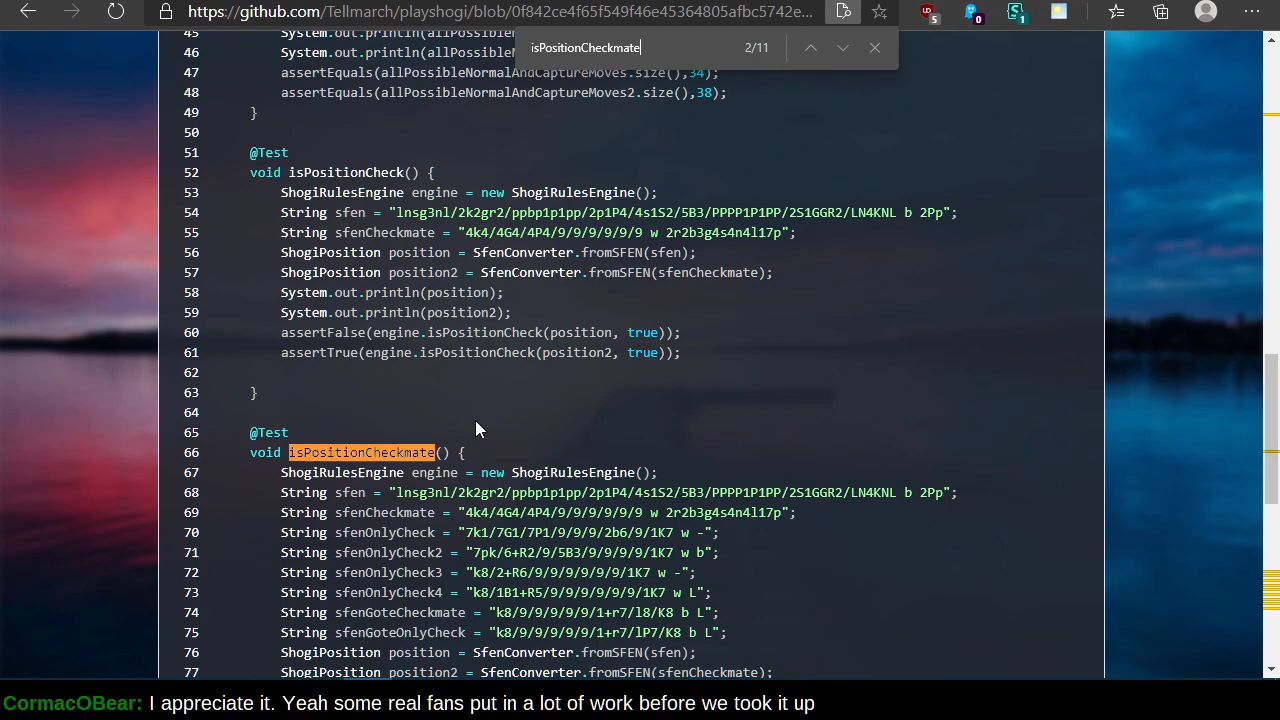 https://github.com/Tellmarch/playshogi/blob/0f842ce4f65f549f46e45364805afbc5742e...
5
0
1
isPositionCheckmate 2/11
45 System.out.println(allPossibleN
46 System.out.println(allPossibleN
47 assertEquals(allPossibleNormalAndCaptureMoves.size(),34);
48 assertEquals(allPossibleNormalAndCaptureMoves2.size(),38);
49 }
50
51 @Test
52 void isPositionCheck() {
53 ShogiRulesEngine engine = new ShogiRulesEngine();
54 String sfen = "lnsg3nl/2k2gr2/ppbp1p1pp/2p1P4/4s1S2/5B3/PPPP1P1PP/2S1GGR2/LN4KNL b 2Pp";
55 String sfenCheckmate = "4k4/4G4/4P4/9/9/9/9/9/9 w 2r2b3g4s4n4l17p";
56 ShogiPosition position = SfenConverter.fromSFEN(sfen);
57 ShogiPosition position2 = SfenConverter.fromSFEN(sfenCheckmate);
58 System.out.println(position);
59 System.out.println(position2);
60 assertFalse(engine.isPositionCheck(position, true));
61 assertTrue(engine.isPositionCheck(position2, true));
62
63 }
64
65 @Test
66 void isPositionCheckmate() {
67 ShogiRulesEngine engine = new ShogiRulesEngine();
68 String sfen = "lnsg3nl/2k2gr2/ppbp1p1pp/2p1P4/4s1S2/5B3/PPPP1P1PP/2S1GGR2/LN4KNL b 2Pp";
69 String sfenCheckmate = "4k4/4G4/4P4/9/9/9/9/9/9 w 2r2b3g4s4n4l17p";
70 String sfenOnlyCheck = "7k1/7G1/7P1/9/9/9/2b6/9/1K7 w -";
71 String sfenOnlyCheck2 = "7pk/6+R2/9/5B3/9/9/9/9/1K7 w b";
72 String sfenOnlyCheck3 = "k8/2+R6/9/9/9/9/9/9/1K7 w -";
73 String sfenOnlyCheck4 = "k8/1B1+R5/9/9/9/9/9/9/1K7 w L";
74 String sfenGoteCheckmate = "k8/9/9/9/9/9/1+r7/l8/K8 b L";
75 String sfenGoteOnlyCheck = "k8/9/9/9/9/9/1+r7/lP7/K8 b L";
76 ShogiPosition position = SfenConverter.fromSFEN(sfen);
77 ShogiPosition position2 = SfenConverter.fromSFEN(sfenCheckmate);
CormacOBear: I appreciate it. Yeah some real fans put in a lot of work before we took it up